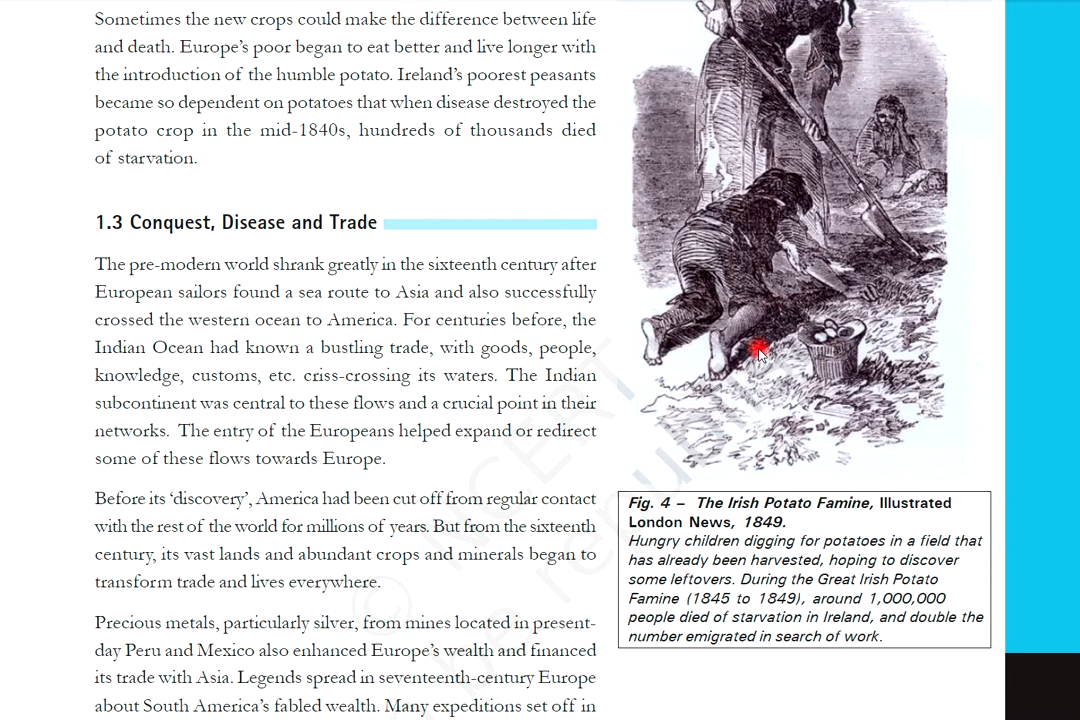 Sometimes the new crops could make the difference between life
and death. Europe's poor began to eat better and live longer with
the introduction of the humble potato. Ireland's poorest peasants
became so dependent on potatoes that when disease destroyed the
potato crop in the mid-1840s, hundreds of thousands died
of starvation.
1.3 Conquest, Disease and Trade
The pre-modern world shrank greatly in the sixteenth century after
European sailors found a sea route to Asia and also successfully
crossed the western ocean to America. For centuries before, the
Indian Ocean had known a bustling trade, with goods, people,
knowledge, customs, etc. criss-crossing its waters. The Indian
subcontinent was central to these flows and a crucial point in their
networks. The entry of the Europeans helped expand or redirect
some of these flows towards Europe.
Before its 'discovery', America had been cut off from regular contact
with the rest of the world for millions of years. But from the sixteenth
century, its vast lands and abundant crops and minerals began to
transform trade and lives everywhere.
Precious metals, particularly silver, from mines located in present-
day Peru and Mexico also enhanced Europe's wealth and financed
its trade with Asia. Legends spread in seventeenth-century Europe
about South America's fabled wealth. Many expeditions set off in
Fig. 4 – The Irish Potato Famine, Illustrated
London News, 1849.
Hungry children digging for potatoes in a field that
has already been harvested, hoping to discover
some leftovers. During the Great Irish Potato
Famine (1845 to 1849), around 1,000,000
people died of starvation in Ireland, and double the
number emigrated in search of work.
© NCERT
be republis